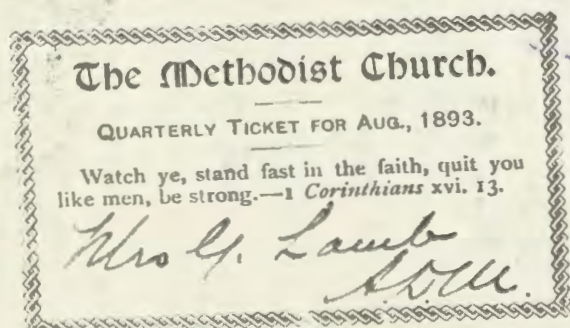 The Methodist Church.
QUARTERLY TICKET FOR AUG., 1893.
Watch ye, stand fast in the faith, quit you
like men, be strong.—1 Corinthians xvi. 13.
Mrs G. Lamb
A.D.M.